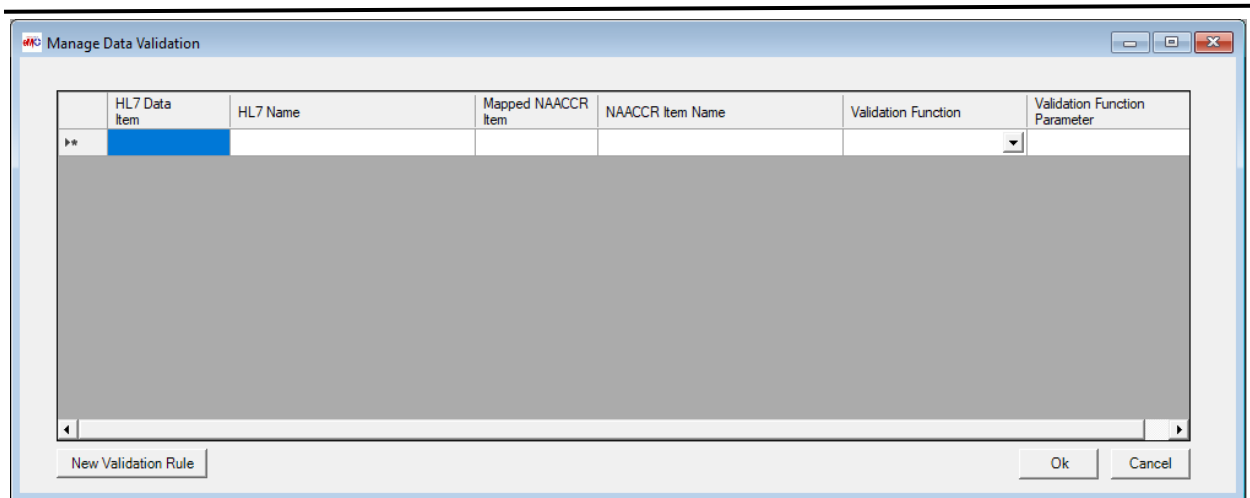 eMC Manage Data Validation
HL7 Data
Item
HL7 Name
Mapped NAACCR
Item
NAACCR Item Name
Validation Function
Validation Function
Parameter
New Validation Rule
Ok
Cancel